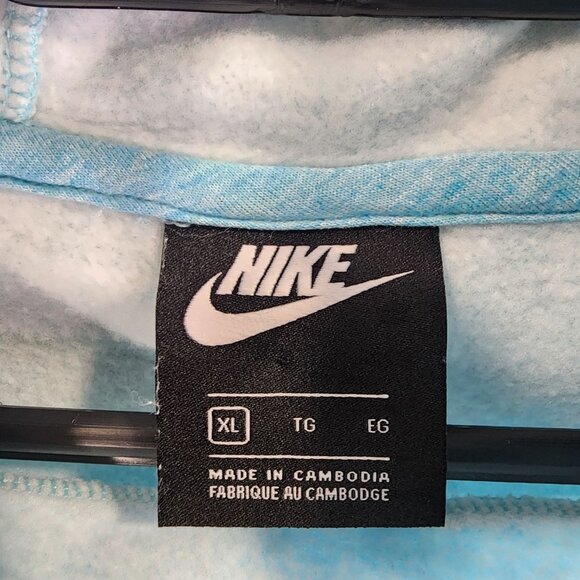 NIKE
XL TG EG
MADE IN CAMBODIA
FABRIQUE AU CAMBODGE